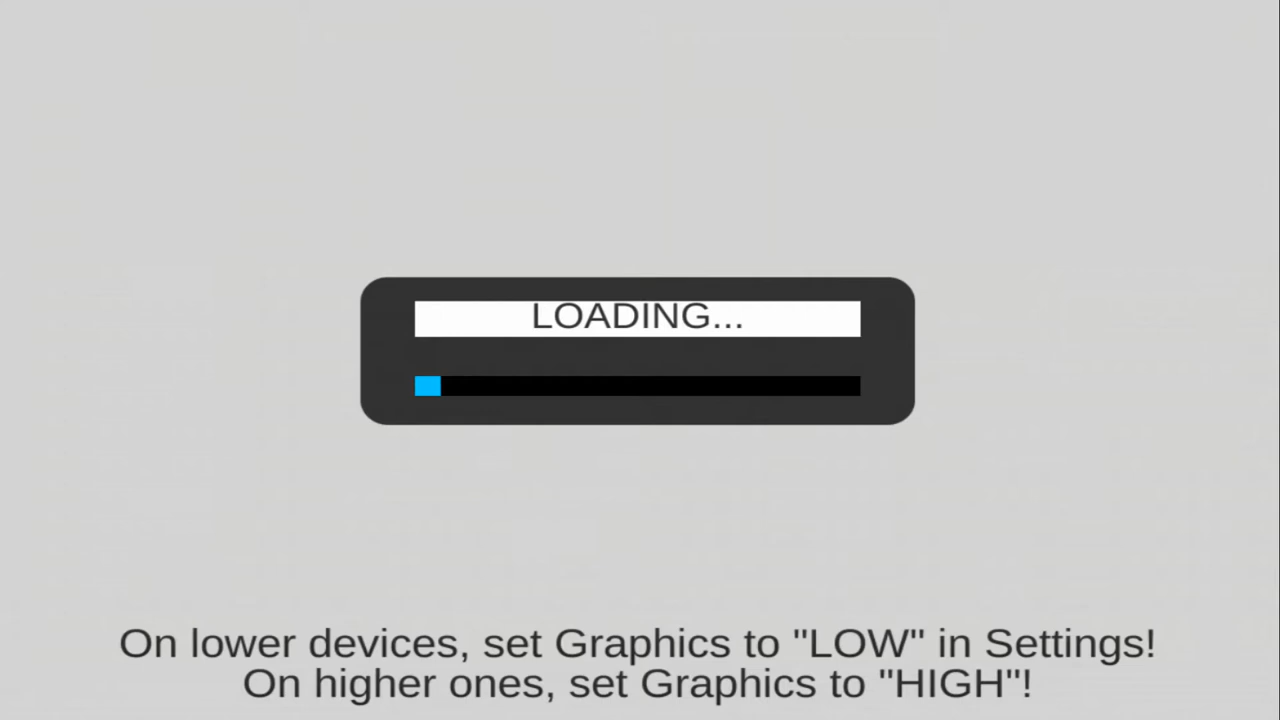 LOADING...
On lower devices, set Graphics to "LOW" in Settings!
On higher ones, set Graphics to "HIGH"!